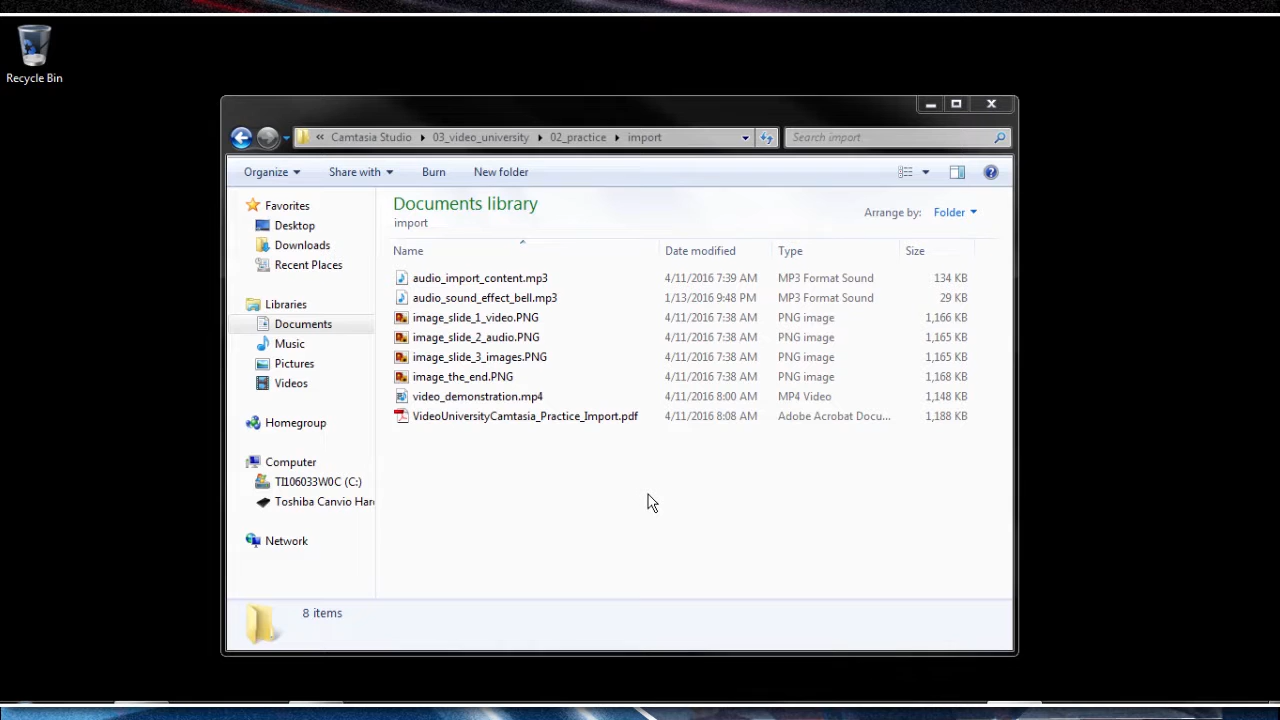 Recycle Bin
« Camtasia Studio 03_video_university 02_practice import
Search import
Organize Share with Burn New folder
Documents library
import
Arrange by: Folder
Name Date modified Type Size
audio_import_content.mp3 4/11/2016 7:39 AM MP3 Format Sound 134 KB
audio_sound_effect_bell.mp3 1/13/2016 9:48 PM MP3 Format Sound 29 KB
image_slide_1_video.PNG 4/11/2016 7:38 AM PNG image 1,166 KB
image_slide_2_audio.PNG 4/11/2016 7:38 AM PNG image 1,165 KB
image_slide_3_images.PNG 4/11/2016 7:38 AM PNG image 1,165 KB
image_the_end.PNG 4/11/2016 7:38 AM PNG image 1,168 KB
video_demonstration.mp4 4/11/2016 8:00 AM MP4 Video 1,148 KB
VideoUniversityCamtasia_Practice_Import.pdf 4/11/2016 8:08 AM Adobe Acrobat Docu... 1,188 KB
Favorites
Desktop
Downloads
Recent Places
Libraries
Documents
Music
Pictures
Videos
Homegroup
Computer
TI106033W0C (C:)
Toshiba Canvio Har
Network
8 items